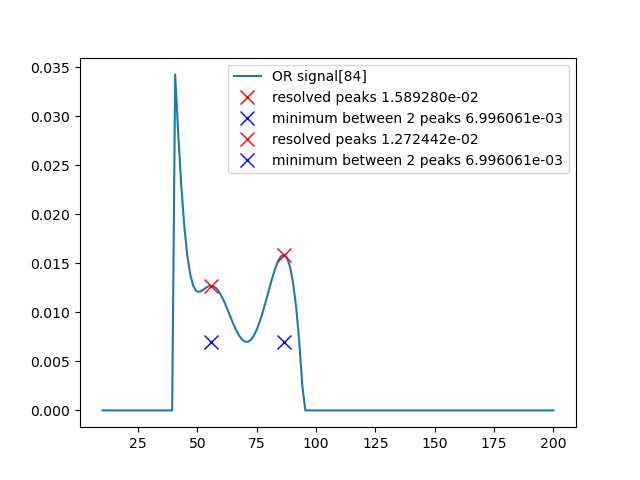 OR signal[84]
resolved peaks 1.589280e-02
minimum between 2 peaks 6.996061e-03
resolved peaks 1.272442e-02
minimum between 2 peaks 6.996061e-03
0.035
0.030
0.025
0.020
0.015
0.010
0.005
0.000
25 50 75 100 125 150 175 200